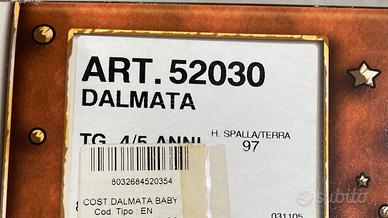 ART. 52030
DALMATA
TG. 4/5 ANNI H. SPALLA/TERRA
97
8032684520354
COST.DALMATA BABY
Cod. Tipo : EN
031105
subito